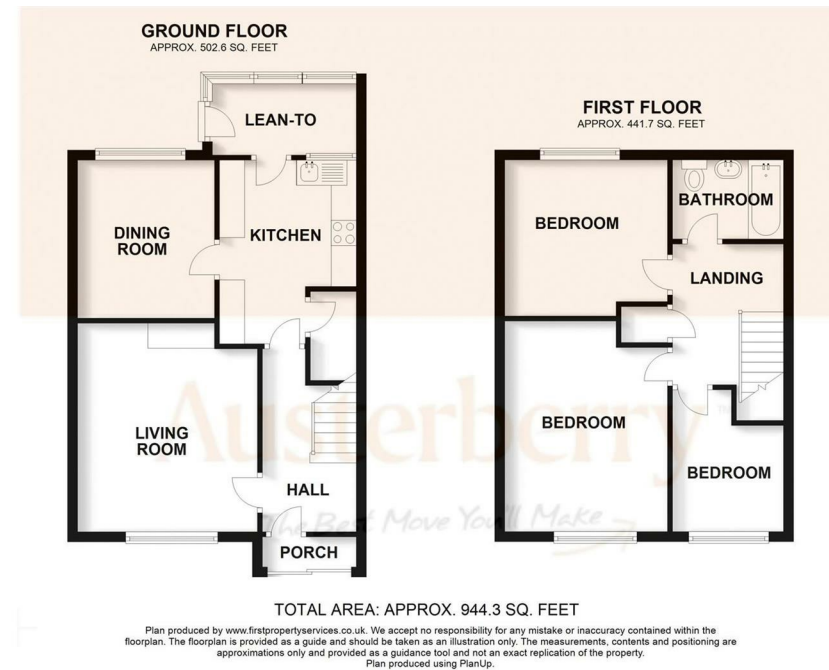 GROUND FLOOR
APPROX. 502.6 SQ. FEET
LEAN-TO
DINING
ROOM
KITCHEN
LIVING
ROOM
HALL
PORCH
FIRST FLOOR
APPROX. 441.7 SQ. FEET
BEDROOM
BATHROOM
LANDING
BEDROOM
BEDROOM
Austerberry
The Best Move You'll Make
TOTAL AREA: APPROX. 944.3 SQ. FEET
Plan produced by www.firstpropertyservices.co.uk. We accept no responsibility for any mistake or inaccuracy contained within the
floorplan. The floorplan is provided as a guide and should be taken as an illustration only. The measurements, contents and positioning are
approximations only and provided as a guidance tool and not an exact replication of the property.
Plan produced using PlanUp.